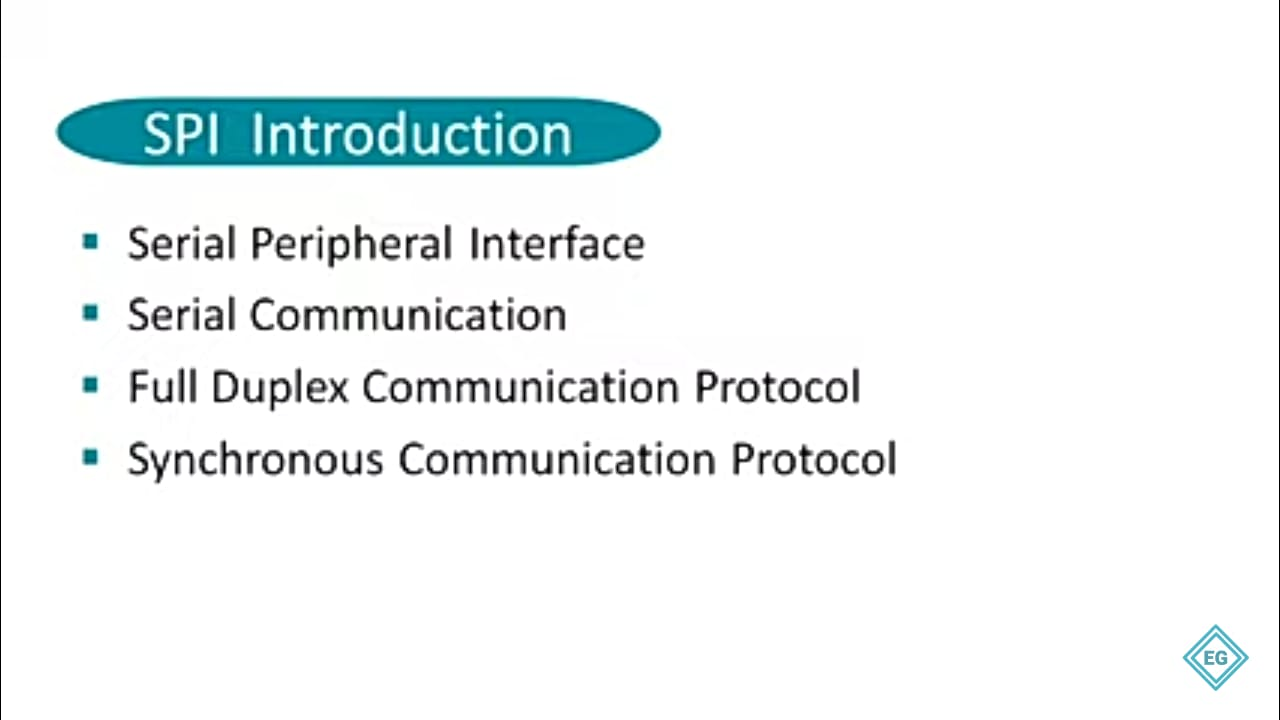 SPI Introduction
Serial Peripheral Interface
Serial Communication
Full Duplex Communication Protocol
Synchronous Communication Protocol
EG